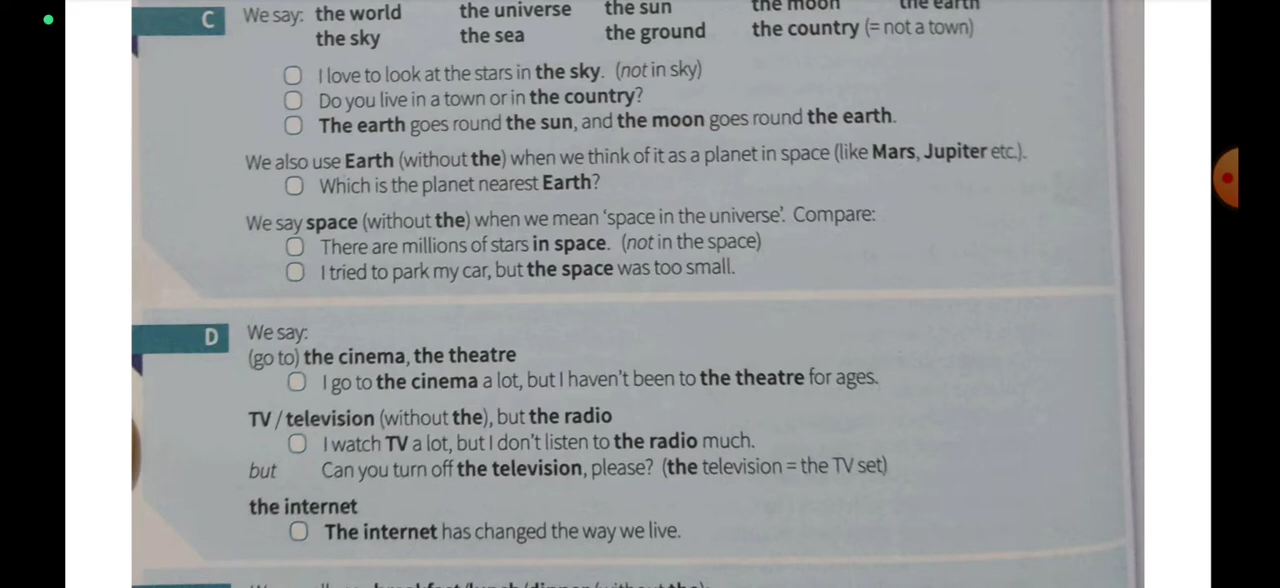 C We say: the world the universe the sun the moon the earth
the sky the sea the ground the country (= not a town)
I love to look at the stars in the sky. (not in sky)
Do you live in a town or in the country?
The earth goes round the sun, and the moon goes round the earth.
We also use Earth (without the) when we think of it as a planet in space (like Mars, Jupiter etc.).
Which is the planet nearest Earth?
We say space (without the) when we mean ‘space in the universe’. Compare:
There are millions of stars in space. (not in the space)
I tried to park my car, but the space was too small.
D We say:
(go to) the cinema, the theatre
I go to the cinema a lot, but I haven’t been to the theatre for ages.
TV / television (without the), but the radio
I watch TV a lot, but I don’t listen to the radio much.
but Can you turn off the television, please? (the television = the TV set)
the internet
The internet has changed the way we live.